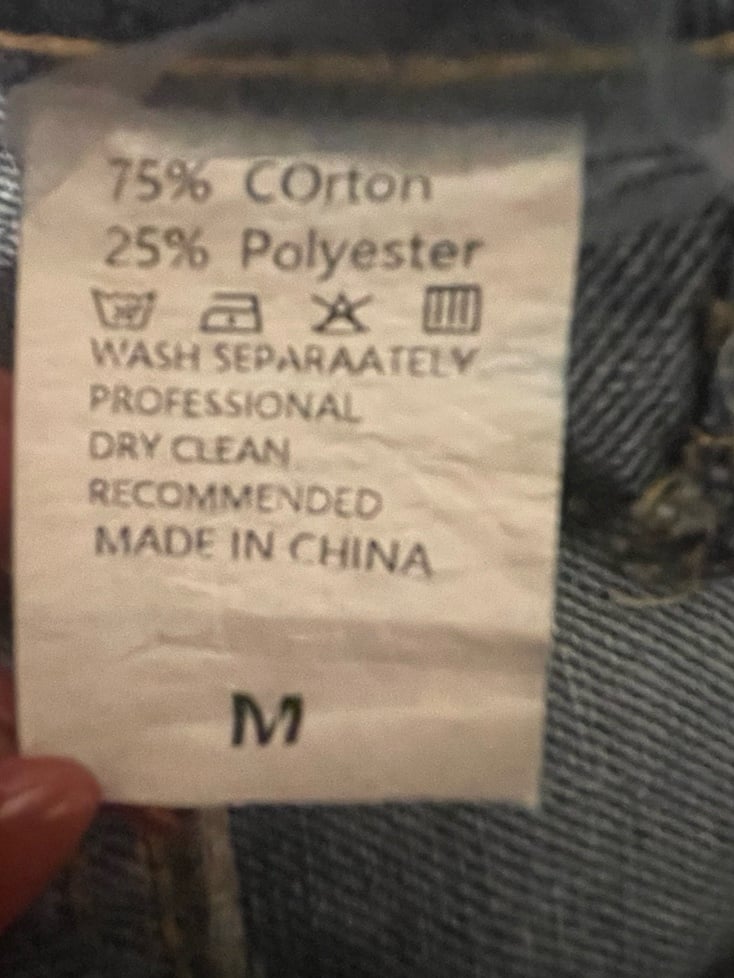 75% COrton
25% Polyester
WASH SEPARAATELY
PROFESSIONAL
DRY CLEAN
RECOMMENDED
MADE IN CHINA
M